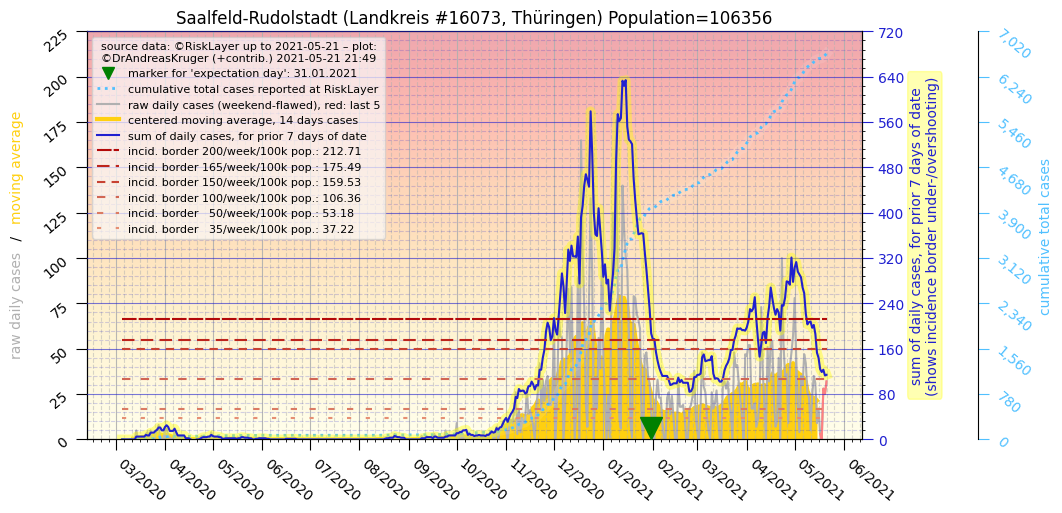 Saalfeld-Rudolstadt (Landkreis #16073, Thüringen) Population=106356
source data: ©RiskLayer up to 2021-05-21 – plot:
©DrAndreasKruger (+contrib.) 2021-05-21 21:49
marker for 'expectation day': 31.01.2021
cumulative total cases reported at RiskLayer
raw daily cases (weekend-flawed), red: last 5
centered moving average, 14 days cases
sum of daily cases, for prior 7 days of date
incid. border 200/week/100k pop.: 212.71
incid. border 165/week/100k pop.: 175.49
incid. border 150/week/100k pop.: 159.53
incid. border 100/week/100k pop.: 106.36
incid. border 50/week/100k pop.: 53.18
incid. border 35/week/100k pop.: 37.22
raw daily cases / moving average
225
200
175
150
125
100
75
50
25
0
03/2020
04/2020
05/2020
06/2020
07/2020
08/2020
09/2020
10/2020
11/2020
12/2020
01/2021
02/2021
03/2021
04/2021
05/2021
06/2021
720
640
560
480
400
320
240
160
80
0
sum of daily cases, for prior 7 days of date
(shows incidence border under-/overshooting)
7,020
6,240
5,460
4,680
3,900
3,120
2,340
1,560
780
0
cumulative total cases